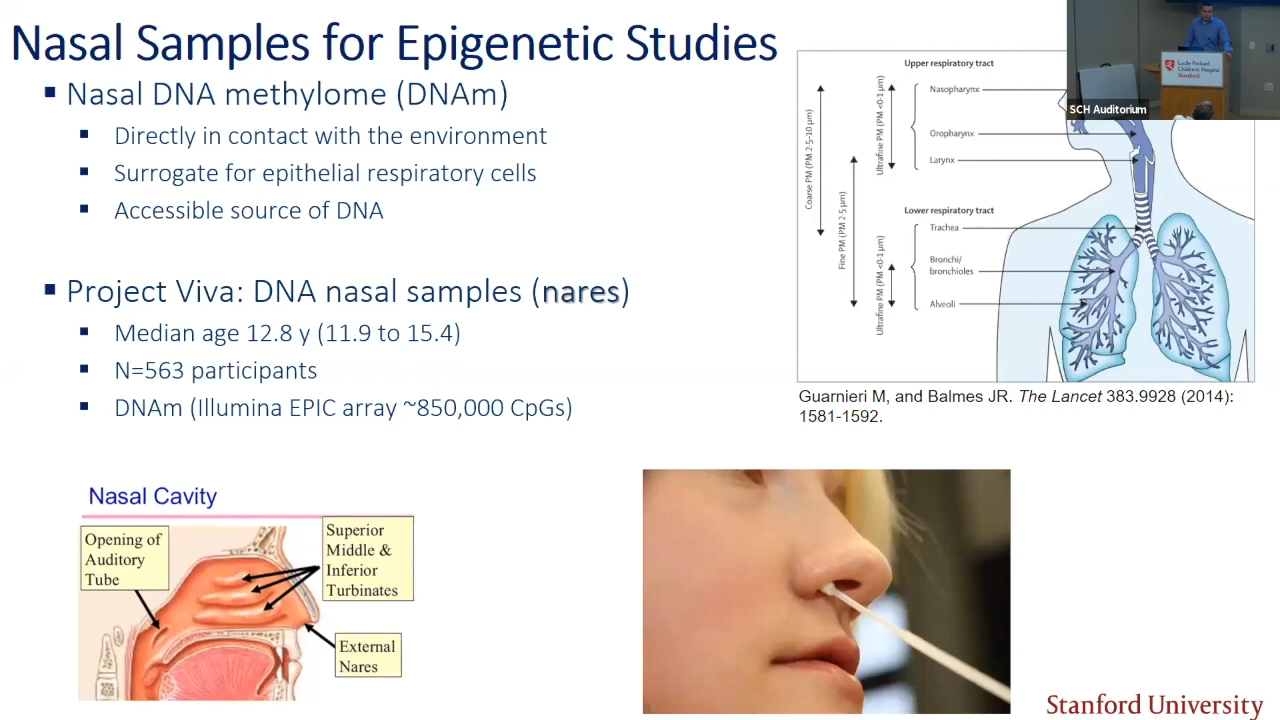 Nasal Samples for Epigenetic Studies
▪ Nasal DNA methylome (DNAm)
▪ Directly in contact with the environment
▪ Surrogate for epithelial respiratory cells
▪ Accessible source of DNA
▪ Project Viva: DNA nasal samples (nares)
▪ Median age 12.8 y (11.9 to 15.4)
▪ N=563 participants
▪ DNAm (Illumina EPIC array ~850,000 CpGs)
Nasal Cavity
Opening of
Auditory
Tube
Superior
Middle &
Inferior
Turbinates
External
Nares
Upper respiratory tract
Nasopharynx
Oropharynx
Larynx
Lower respiratory tract
Trachea
Bronchi/
bronchioles
Alveoli
Coarse PM (PM 2·5–10 μm)
Fine PM (PM 2·5 μm)
Ultrafine PM (PM <0·1 μm)
Ultrafine PM (PM <0·1 μm)
Lucile Packard
Children's Hospital
Stanford
SCH Auditorium
Guarnieri M, and Balmes JR. The Lancet 383.9928 (2014):
1581-1592.
Stanford University